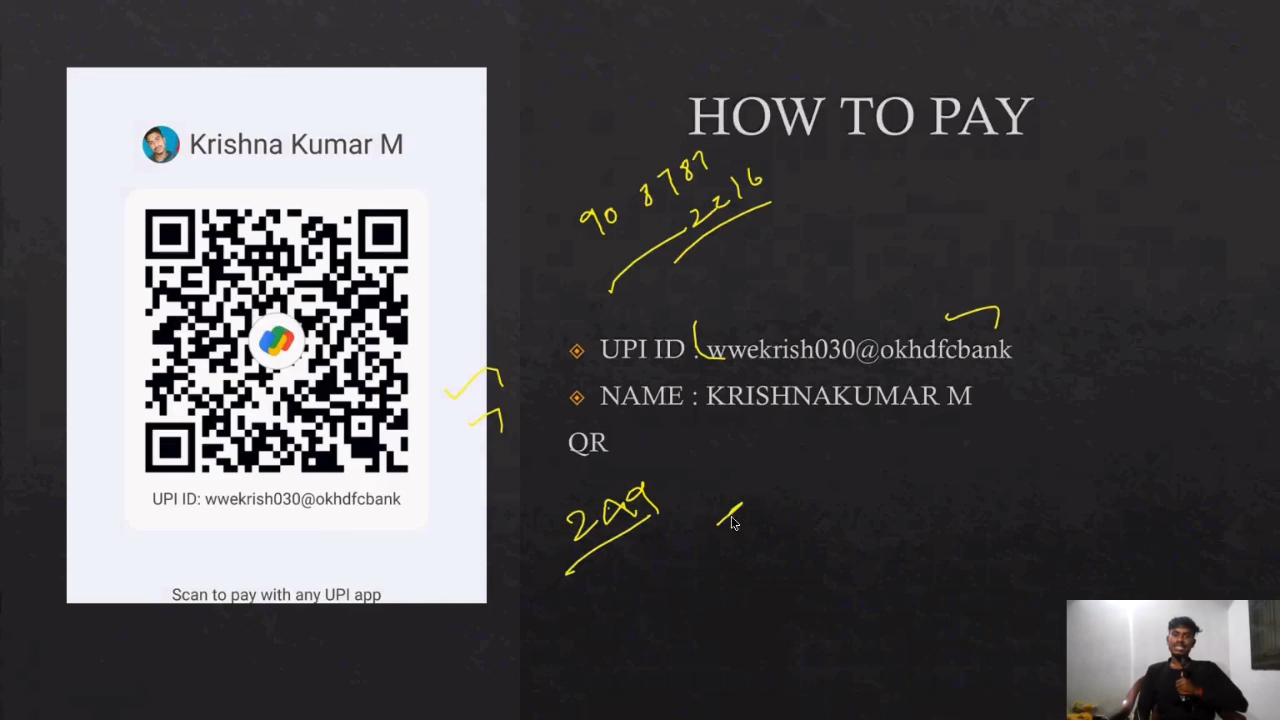 Krishna Kumar M
UPI ID: wwekrish030@okhdfcbank
Scan to pay with any UPI app
HOW TO PAY
90 8787
2216
UPI ID : wwekrish030@okhdfcbank
NAME : KRISHNAKUMAR M
QR
299